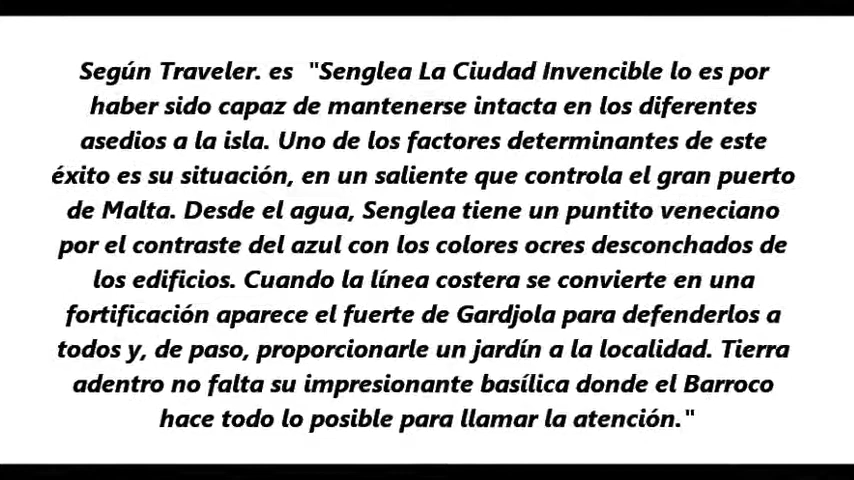 Según Traveler. es "Senglea La Ciudad Invencible lo es por
haber sido capaz de mantenerse intacta en los diferentes
asedios a la isla. Uno de los factores determinantes de este
éxito es su situación, en un saliente que controla el gran puerto
de Malta. Desde el agua, Senglea tiene un puntito veneciano
por el contraste del azul con los colores ocres desconchados de
los edificios. Cuando la línea costera se convierte en una
fortificación aparece el fuerte de Gardjola para defenderlos a
todos y, de paso, proporcionarle un jardín a la localidad. Tierra
adentro no falta su impresionante basílica donde el Barroco
hace todo lo posible para llamar la atención."